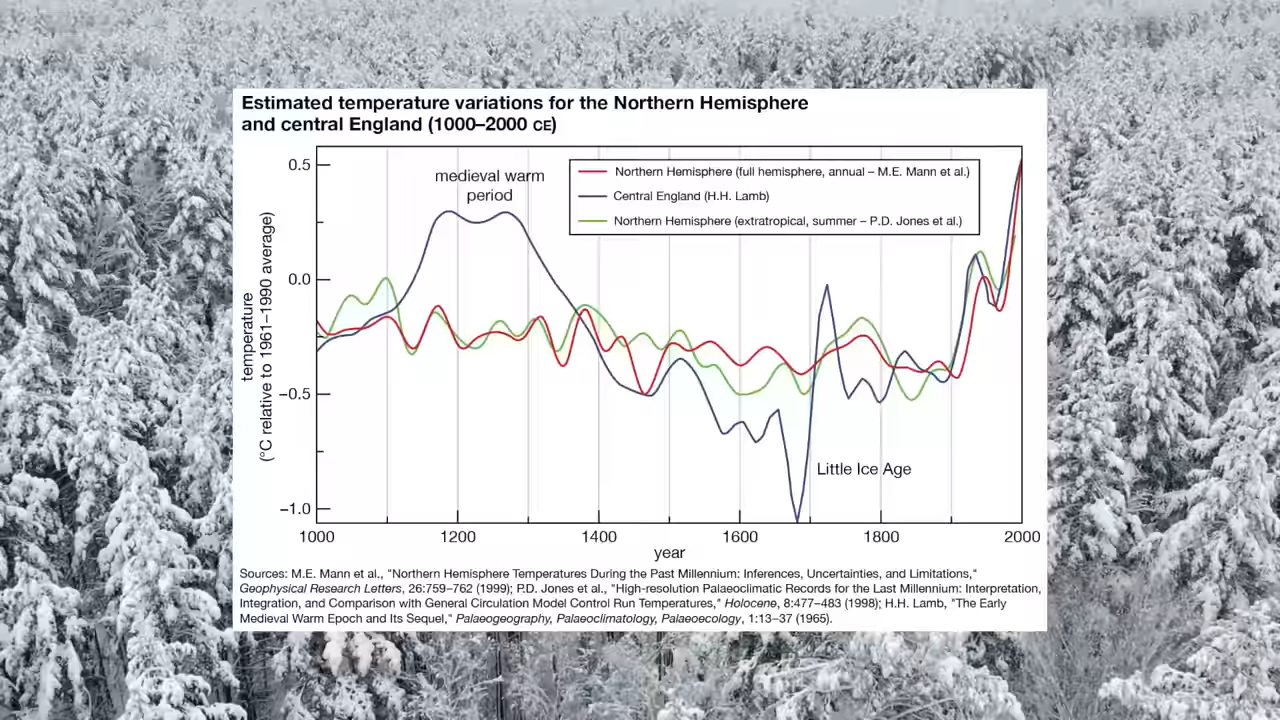 Estimated temperature variations for the Northern Hemisphere
and central England (1000–2000 CE)
0.5
0.0
−0.5
−1.0
temperature
(°C relative to 1961–1990 average)
medieval warm
period
Northern Hemisphere (full hemisphere, annual – M.E. Mann et al.)
Central England (H.H. Lamb)
Northern Hemisphere (extratropical, summer – P.D. Jones et al.)
Little Ice Age
1000 1200 1400 1600 1800 2000
year
Sources: M.E. Mann et al., "Northern Hemisphere Temperatures During the Past Millennium: Inferences, Uncertainties, and Limitations,"
Geophysical Research Letters, 26:759–762 (1999); P.D. Jones et al., "High-resolution Palaeoclimatic Records for the Last Millennium: Interpretation,
Integration, and Comparison with General Circulation Model Control Run Temperatures," Holocene, 8:477–483 (1998); H.H. Lamb, "The Early
Medieval Warm Epoch and Its Sequel," Palaeogeography, Palaeoclimatology, Palaeoecology, 1:13–37 (1965).